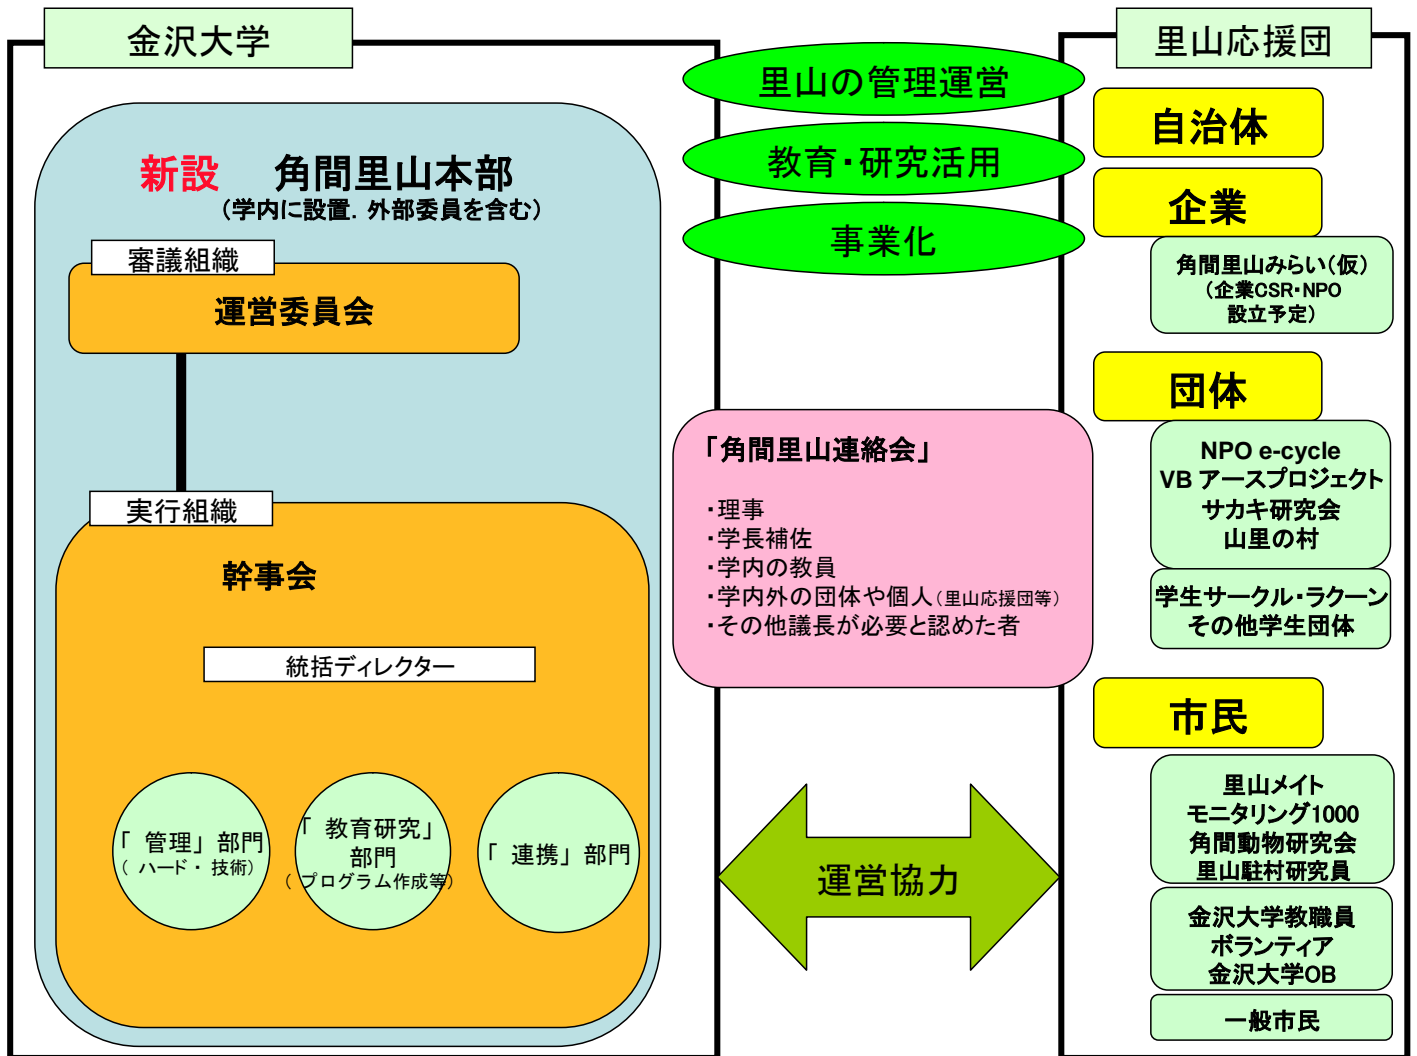 金沢大学
新設 角間里山本部
(学内に設置．外部委員を含む)
審議組織
運営委員会
実行組織
幹事会
統括ディレクター
「 管理」部門
( ハード ・ 技術)
「 教育研究」
部門
( プログラム作成等)
「 連携」部門
里山の管理運営
教育・研究活用
事業化
「角間里山連絡会」
・理事
・学長補佐
・学内の教員
・学内外の団体や個人(里山応援団等)
・その他議長が必要と認めた者
運営協力
里山応援団
自治体
企業
角間里山みらい(仮)
(企業CSR・NPO
設立予定)
団体
NPO e-cycle
VB アースプロジェクト
サカキ研究会
山里の村
学生サークル・ラクーン
その他学生団体
市民
里山メイト
モニタリング1000
角間動物研究会
里山駐村研究員
金沢大学教職員
ボランティア
金沢大学OB
一般市民